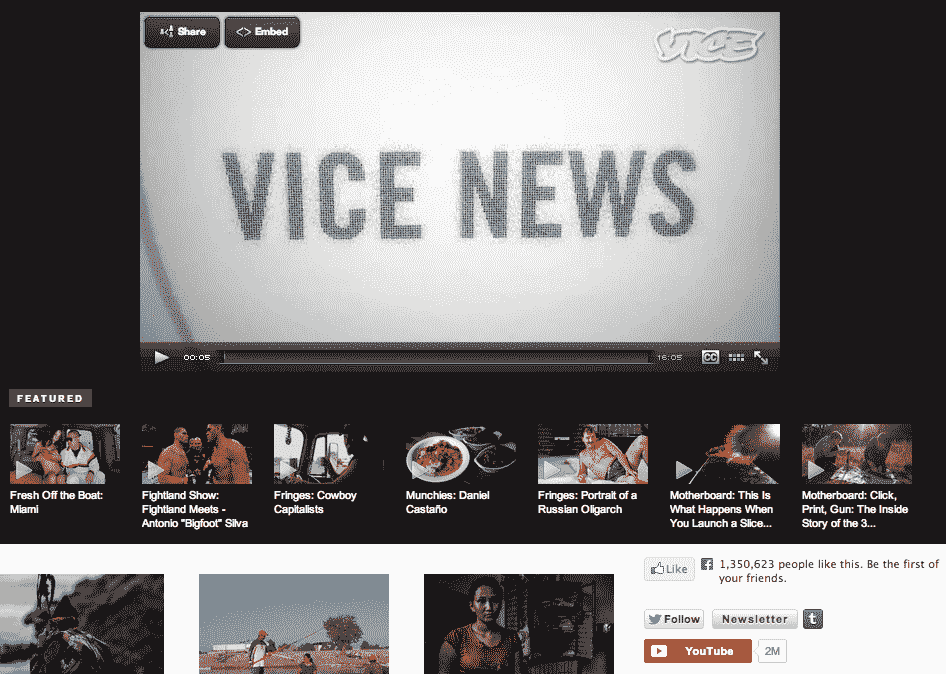 Share
Embed
VICE
VICE NEWS
00:05
16:05
CC
FEATURED
Fresh Off the Boat:
Miami
Fightland Show:
Fightland Meets -
Antonio "Bigfoot" Silva
Fringes: Cowboy
Capitalists
Munchies: Daniel
Castaño
Fringes: Portrait of a
Russian Oligarch
Motherboard: This Is
What Happens When
You Launch a Slice...
Motherboard: Click,
Print, Gun: The Inside
Story of the 3...
Like
1,350,623 people like this. Be the first of
your friends.
Follow
Newsletter
t
YouTube
2M